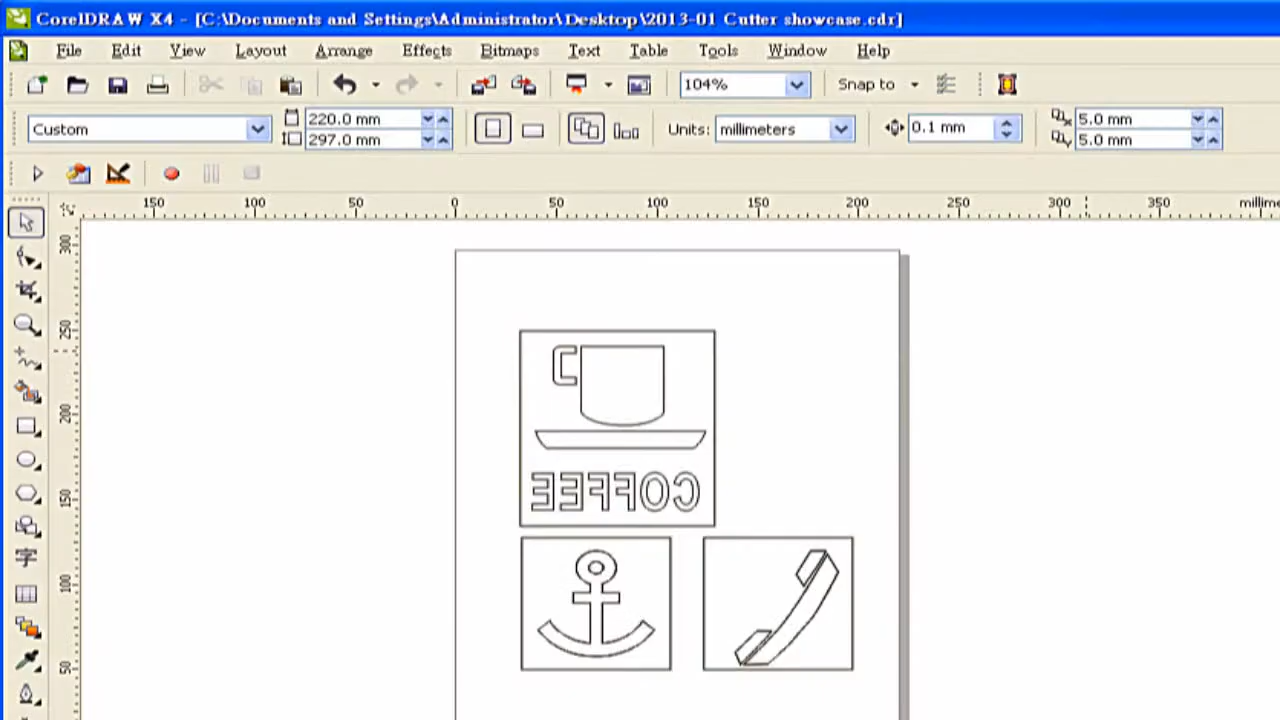 CorelDRAW X4 - [C:\Documents and Settings\Administrator\Desktop\2013-01 Cutter showcase.cdr]
File Edit View Layout Arrange Effects Bitmaps Text Table Tools Window Help
104% Snap to
Custom 220.0 mm 297.0 mm Units: millimeters 0.1 mm 5.0 mm 5.0 mm
150 100 50 0 50 100 150 200 250 300 350 millime
300
250
200
150
100
50
字
COFFEE